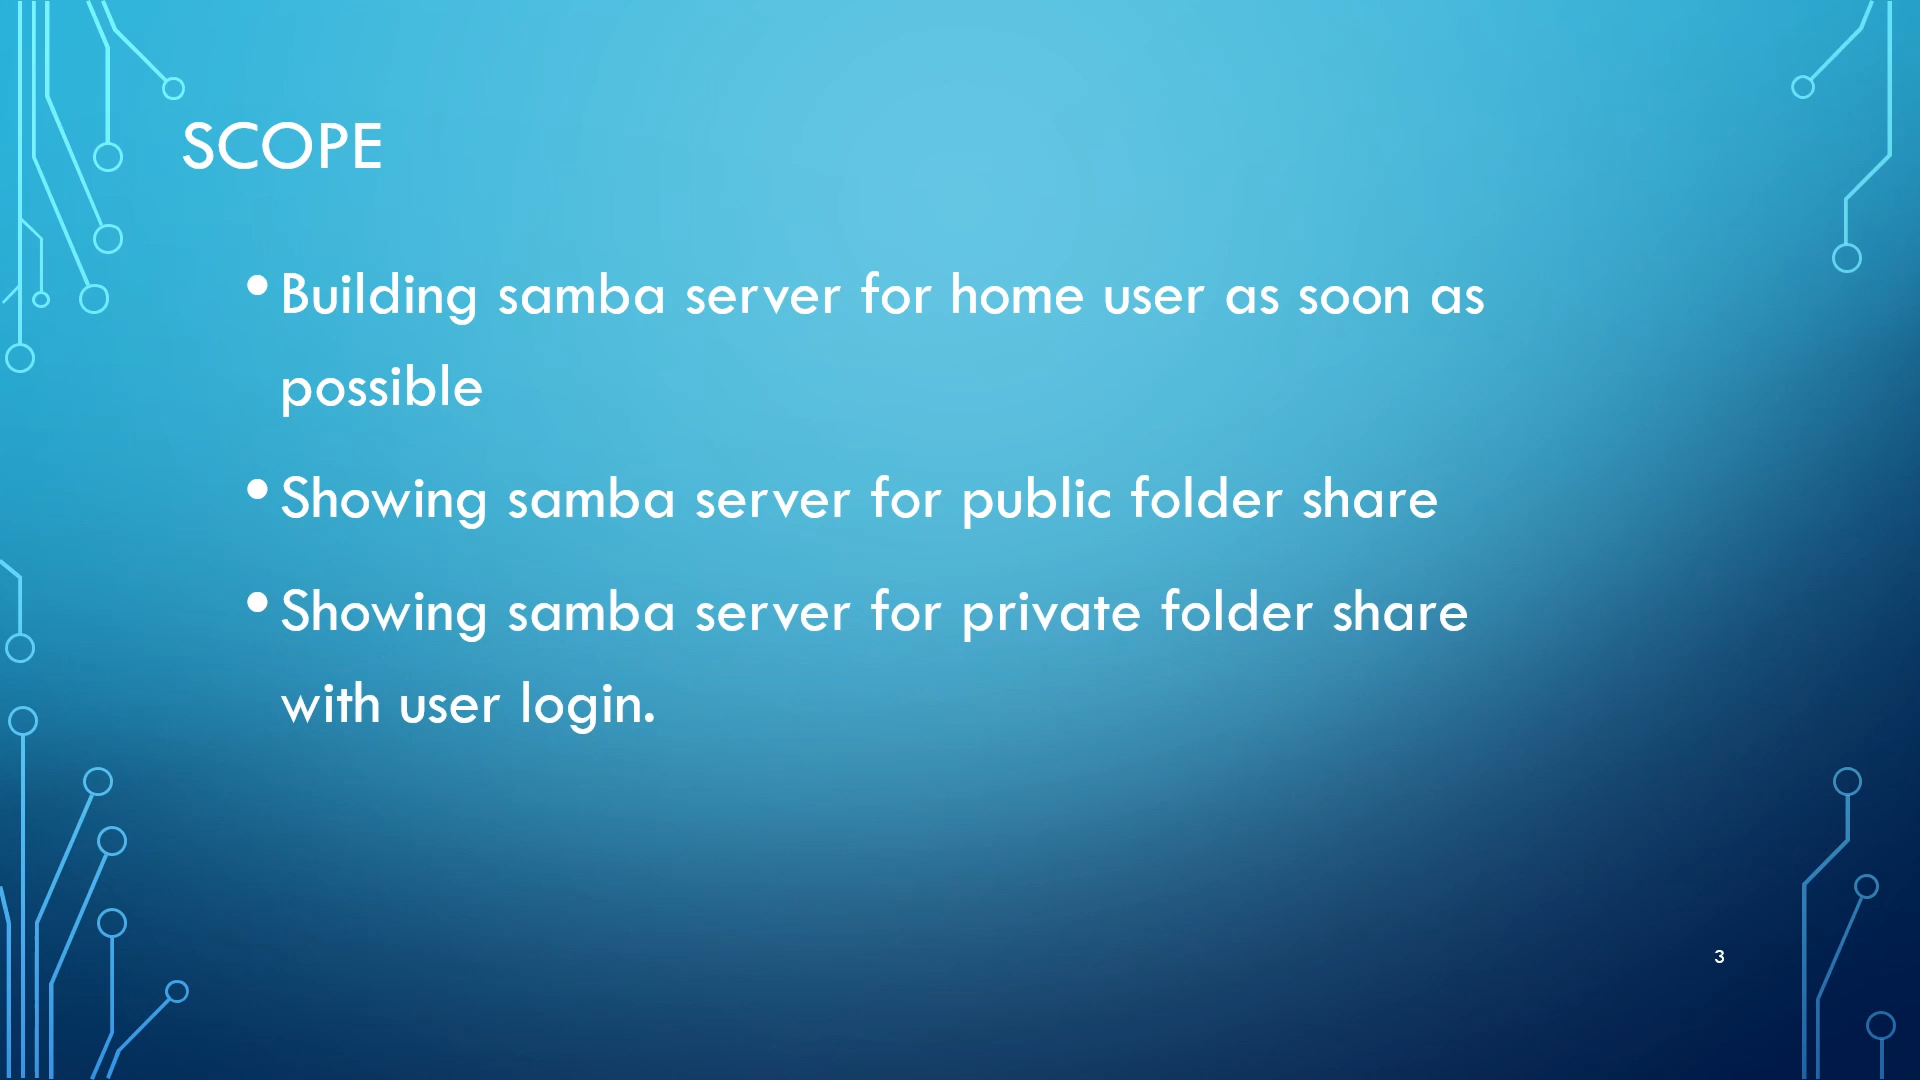 SCOPE
• Building samba server for home user as soon as
possible
• Showing samba server for public folder share
• Showing samba server for private folder share
with user login.
3